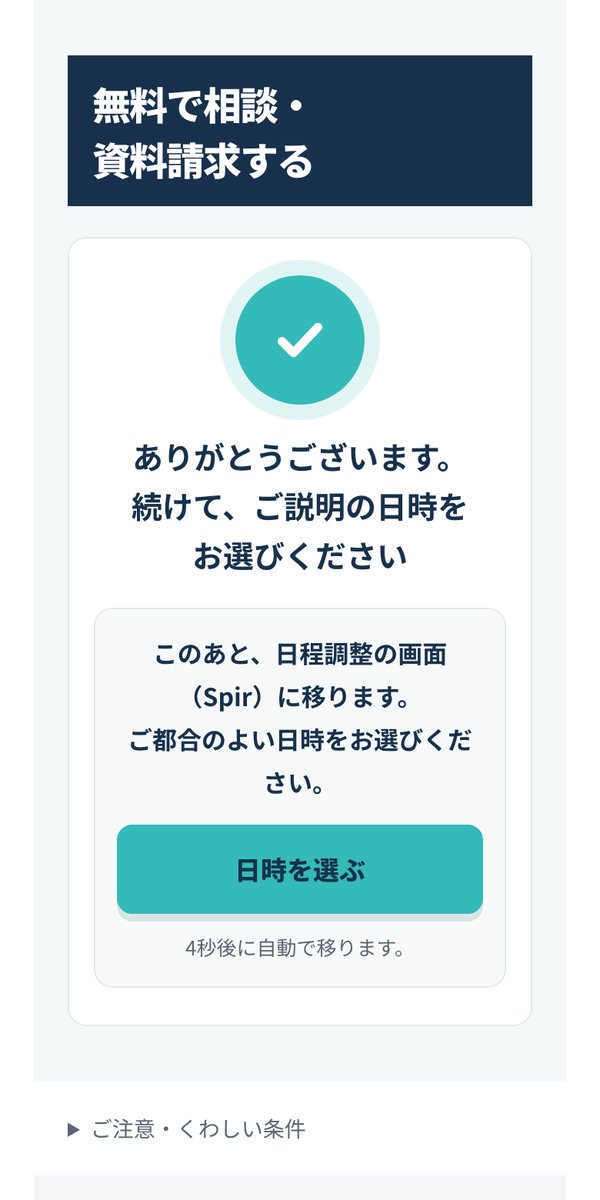 無料で相談・
資料請求する
ありがとうございます。
続けて、ご説明の日時を
お選びください
このあと、日程調整の画面
（Spir）に移ります。
ご都合のよい日時をお選びくだ
さい。
日時を選ぶ
4秒後に自動で移ります。
▶ ご注意・くわしい条件